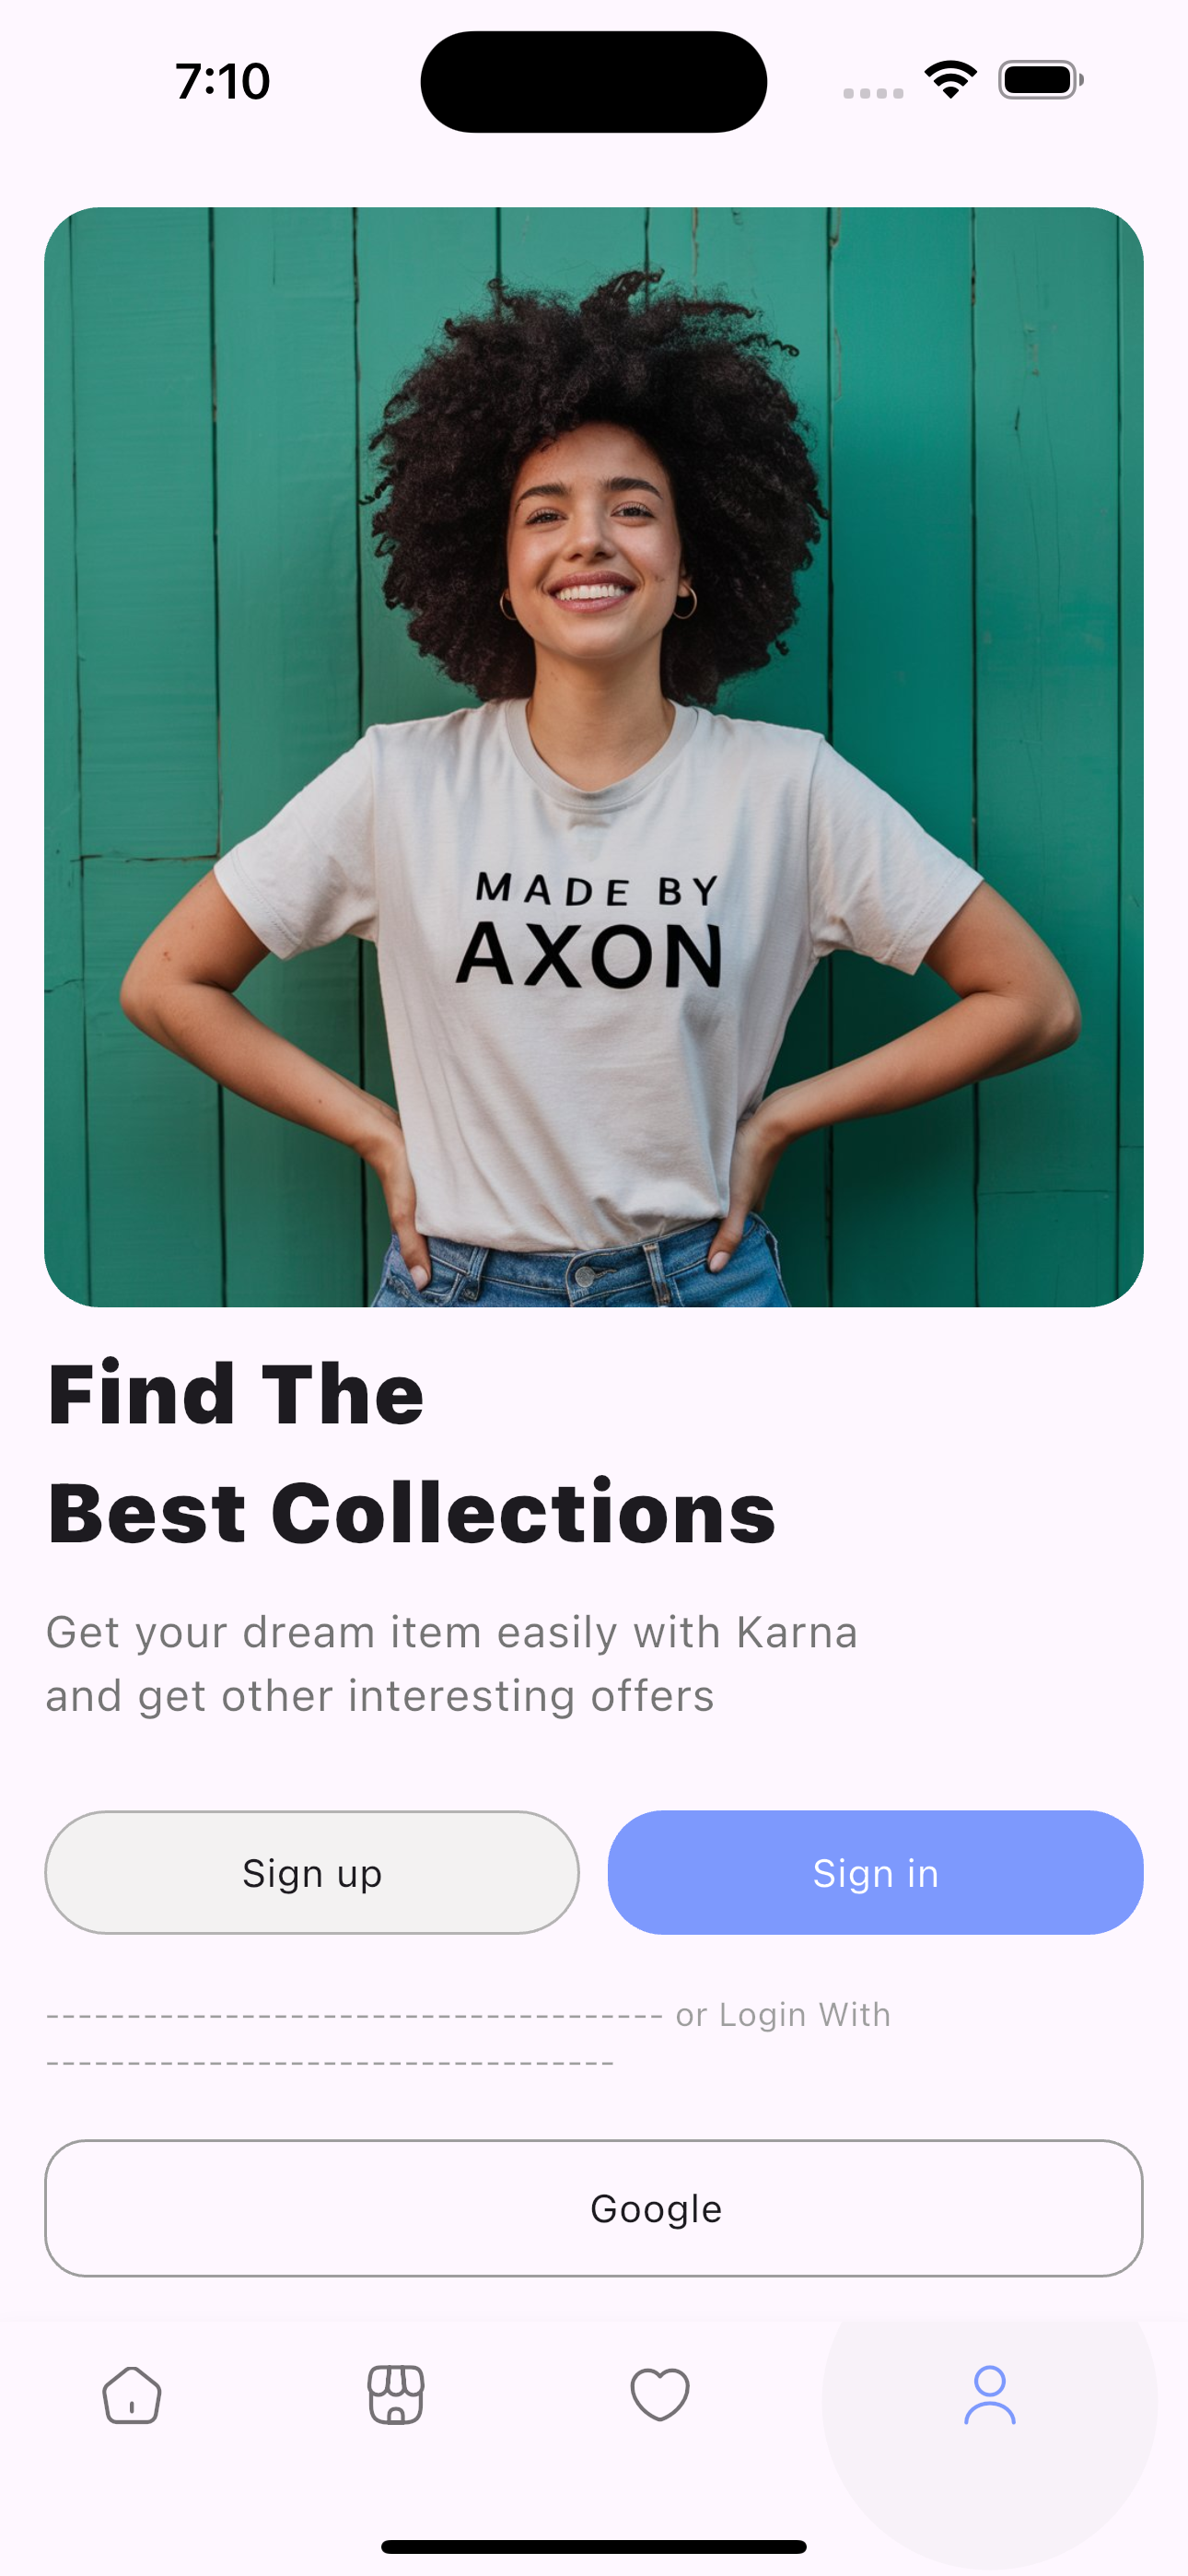 7:10
MADE BY
AXON
Find The
Best Collections
Get your dream item easily with Karna
and get other interesting offers
Sign up
Sign in
-------------------------------------- or Login With
-----------------------------------
Google